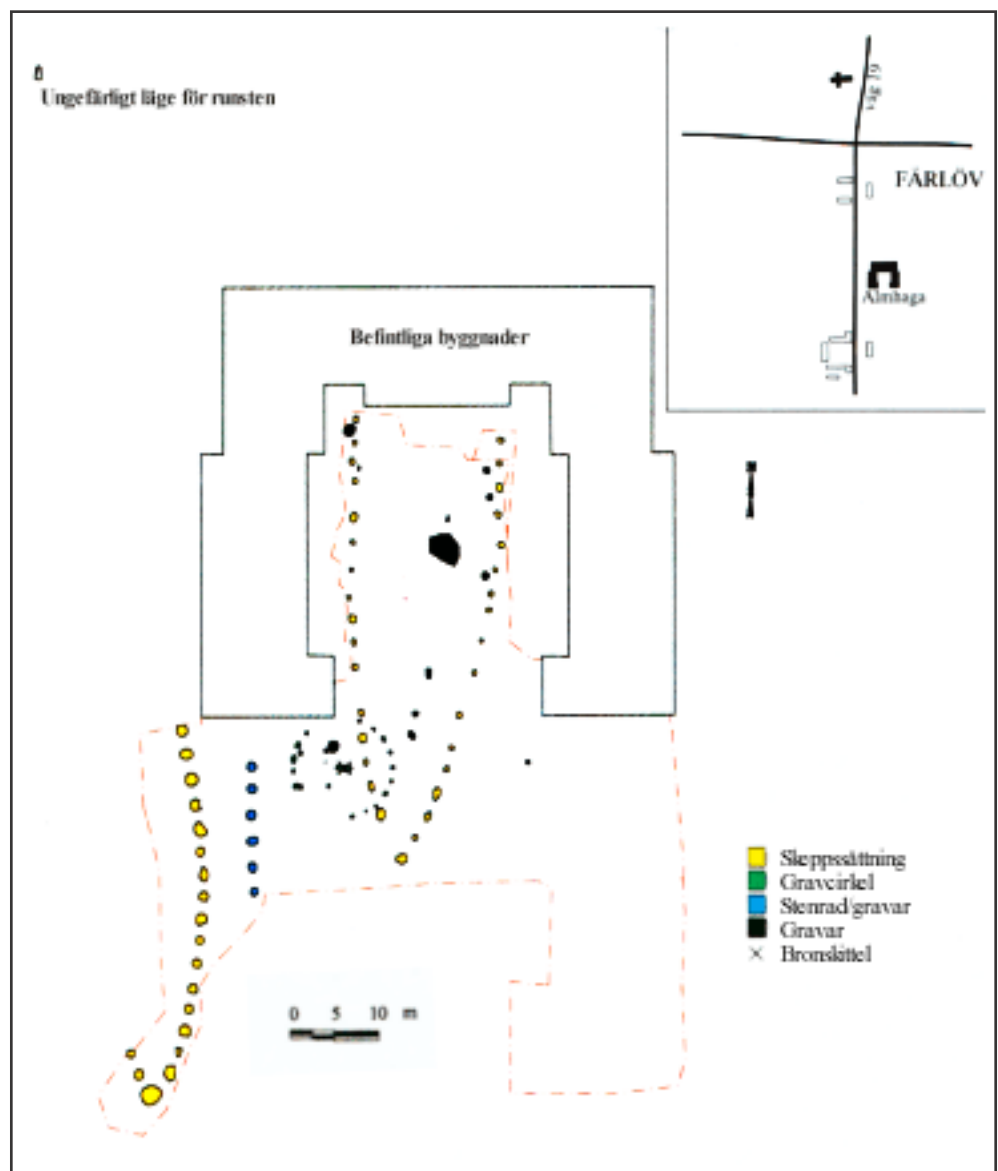 Ungefärligt läge för runsten
väg 19
FÄRLÖV
Almhaga
Befintliga byggnader
Skeppssättning
Gravcirkel
Stenrad/gravar
Gravar
Bronskittel
0 5 10 m